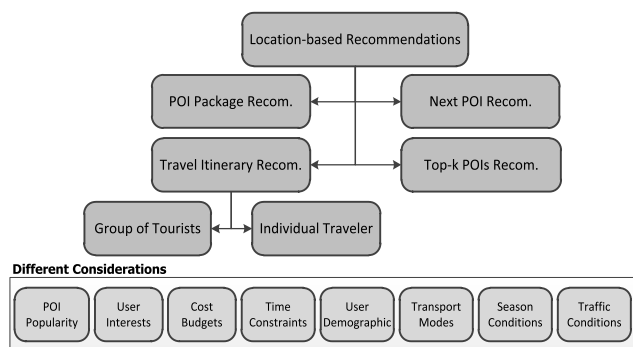 Location-based Recommendations
POI Package Recom.
Next POI Recom.
Travel Itinerary Recom.
Top-k POIs Recom.
Group of Tourists
Individual Traveler
Different Considerations
POI
Popularity
User
Interests
Cost
Budgets
Time
Constraints
User
Demographic
Transport
Modes
Season
Conditions
Traffic
Conditions